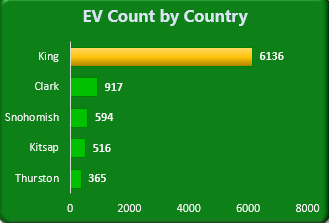 EV Count by Country
King 6136
Clark 917
Snohomish 594
Kitsap 516
Thurston 365
0 2000 4000 6000 8000